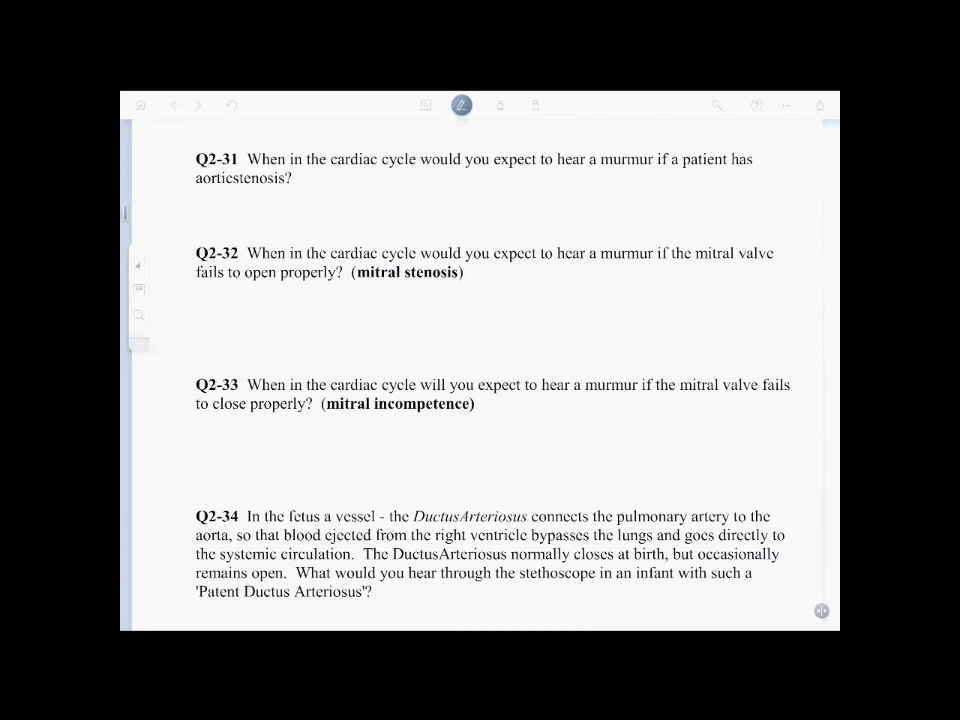 Q2-31 When in the cardiac cycle would you expect to hear a murmur if a patient has
aorticstenosis?
Q2-32 When in the cardiac cycle would you expect to hear a murmur if the mitral valve
fails to open properly? (mitral stenosis)
Q2-33 When in the cardiac cycle will you expect to hear a murmur if the mitral valve fails
to close properly? (mitral incompetence)
Q2-34 In the fetus a vessel - the DuctusArteriosus connects the pulmonary artery to the
aorta, so that blood ejected from the right ventricle bypasses the lungs and goes directly to
the systemic circulation. The DuctusArteriosus normally closes at birth, but occasionally
remains open. What would you hear through the stethoscope in an infant with such a
'Patent Ductus Arteriosus'?